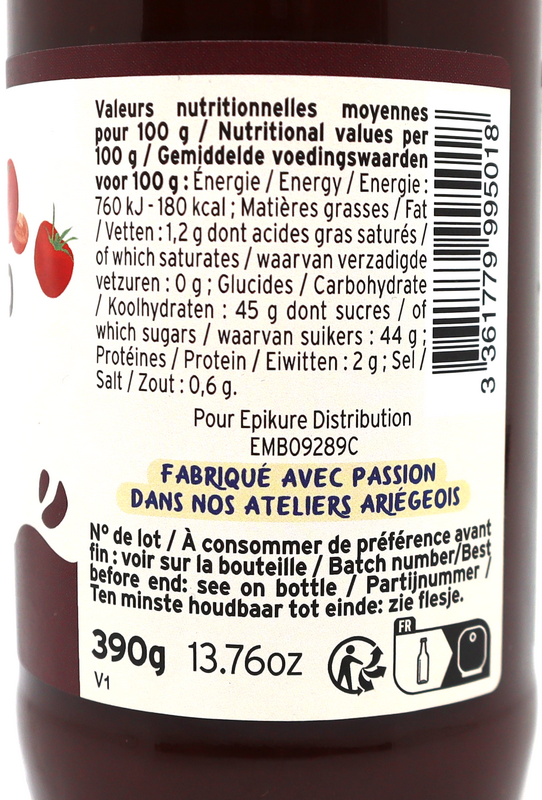 Valeurs nutritionnelles moyennes
pour 100 g / Nutritional values per
100 g / Gemiddelde voedingswaarden
voor 100 g : Énergie / Energy / Energie :
760 kJ - 180 kcal ; Matières grasses / Fat
/ Vetten : 1,2 g dont acides gras saturés /
of which saturates / waarvan verzadigde
vetzuren : 0 g ; Glucides / Carbohydrate
/ Koolhydraten : 45 g dont sucres / of
which sugars / waarvan suikers : 44 g ;
Protéines / Protein / Eiwitten : 2 g ; Sel /
Salt / Zout : 0,6 g.
3 361779 995018
Pour Epikure Distribution
EMB09289C
FABRIQUÉ AVEC PASSION
DANS NOS ATELIERS ARIÉGEOIS
N° de lot / À consommer de préférence avant
fin : voir sur la bouteille / Batch number/Best
before end: see on bottle / Partijnummer /
Ten minste houdbaar tot einde: zie flesje.
390g 13.76oz
FR
V1